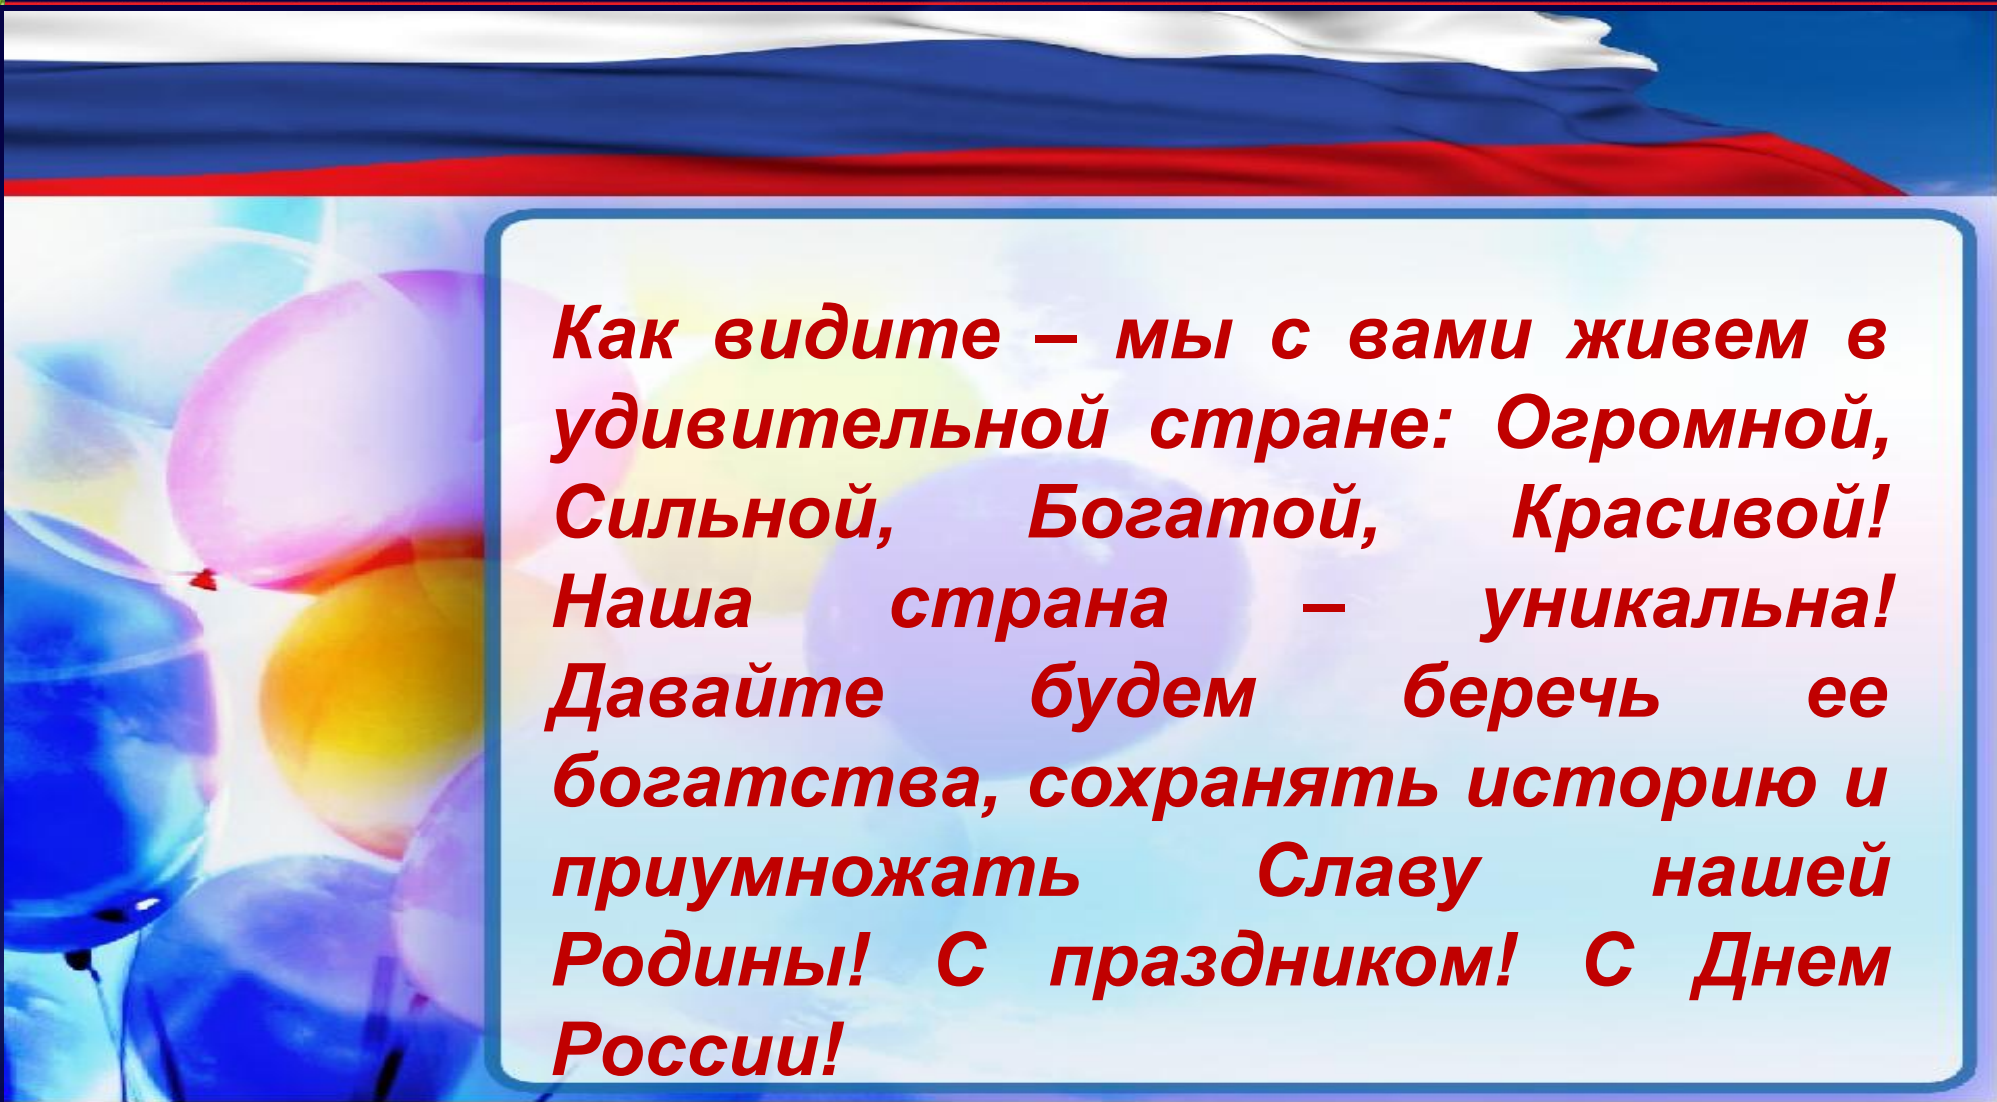 Как видите – мы с вами живем в
удивительной стране: Огромной,
Сильной, Богатой, Красивой!
Наша страна – уникальна!
Давайте будем беречь ее
богатства, сохранять историю и
приумножать Славу нашей
Родины! С праздником! С Днем
России!